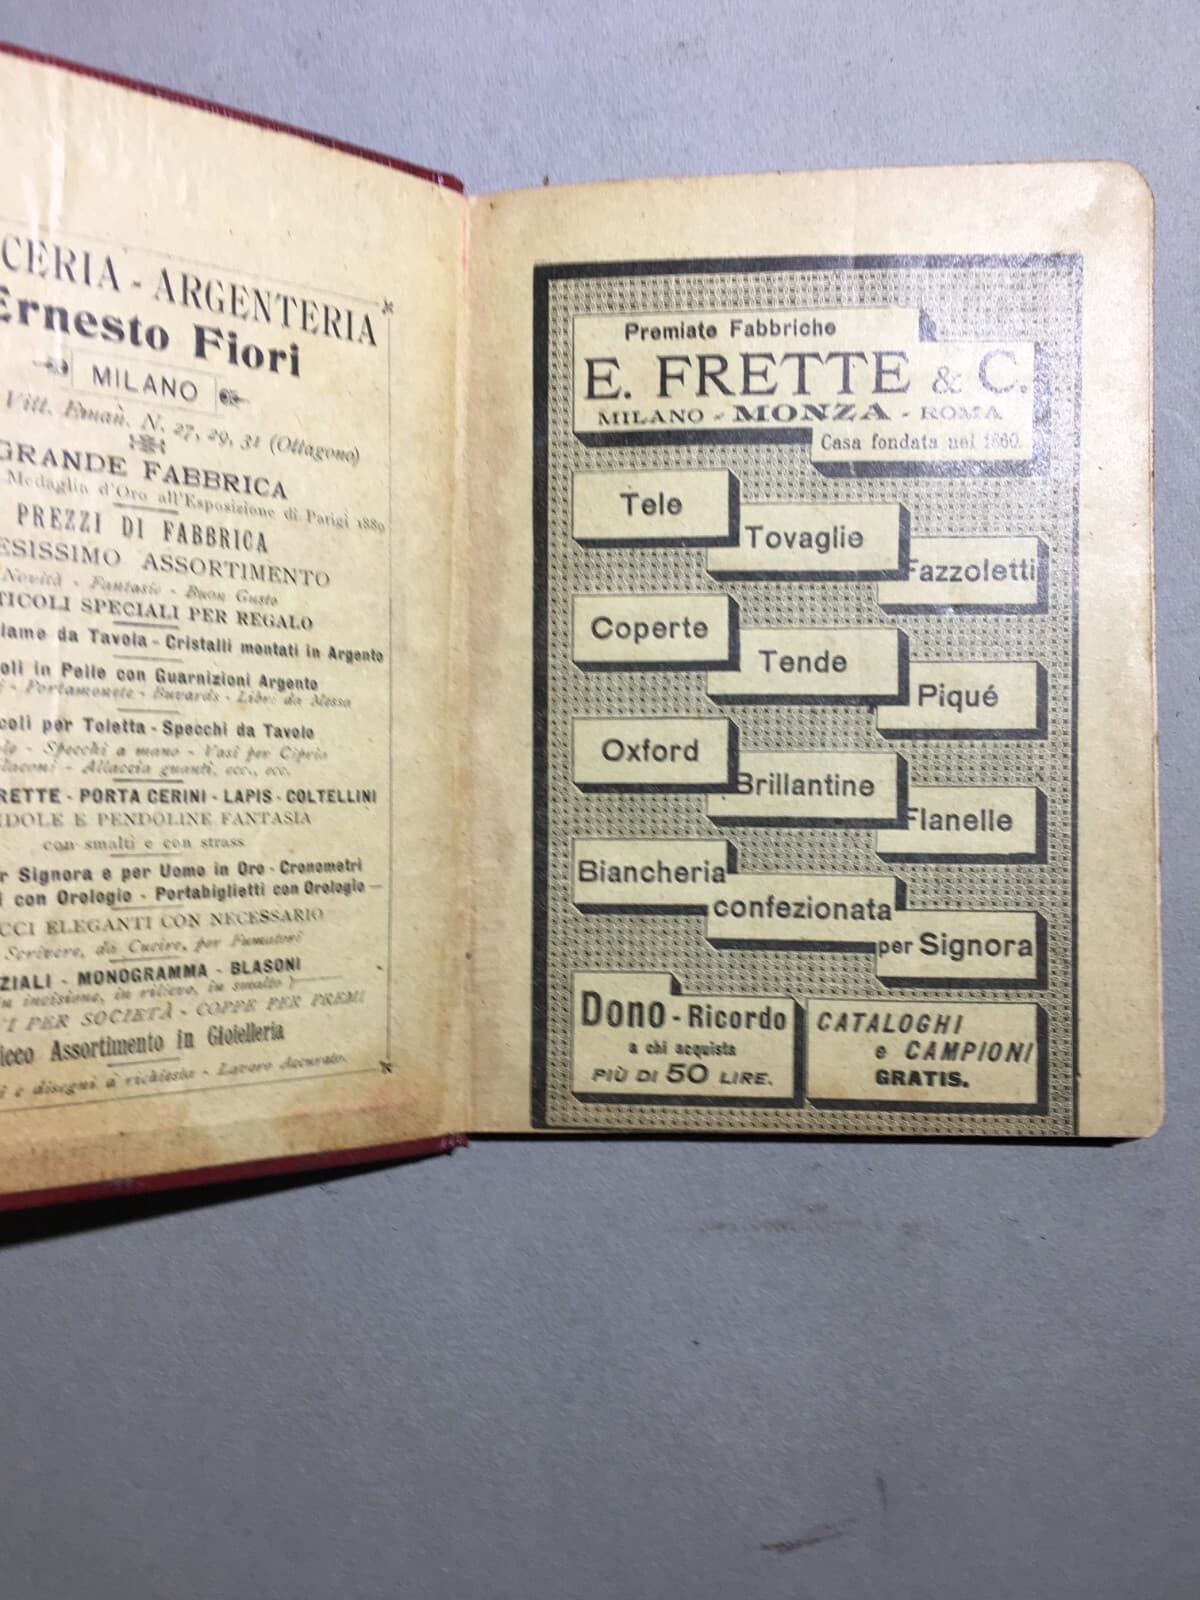 CERIA - ARGENTERIA
Ernesto Fiori
MILANO
Vitt. Eman. N. 27, 29, 31 (Ottagono)
GRANDE FABBRICA
Medaglia d'Oro all'Esposizione di Parigi 1889
PREZZI DI FABBRICA
ESISSIMO ASSORTIMENTO
Novità - Fantasie - Buon Gusto
TICOLI SPECIALI PER REGALO
lame da Tavola - Cristalli montati in Argento
oli in Pelle con Guarnizioni Argento
i - Portamonete - Buvards - Libri da Messa
coli per Toletta - Specchi da Tavolo
ole - Specchi a mano - Vasi per Cipria
laconi - Allaccia guanti, ecc., ecc.
RETTE - PORTA CERINI - LAPIS - COLTELLINI
DOLE E PENDOLINE FANTASIA
con smalti e con strass
r Signora e per Uomo in Oro - Cronometri
i con Orologio - Portabiglietti con Orologio —
CCI ELEGANTI CON NECESSARIO
Scrivere, da Cucire, per Fumatori
ZIALI - MONOGRAMMA - BLASONI
in incisione, in rilievo, in smalto )
I PER SOCIETÀ - COPPE PER PREMI
icco Assortimento in Gioielleria
i e disegni a richiesta - Lavoro Accurato.
Premiate Fabbriche
E. FRETTE & C.
MILANO - MONZA - ROMA
Casa fondata nel 1860.
Tele
Tovaglie
Fazzoletti
Coperte
Tende
Piqué
Oxford
Brillantine
Flanelle
Biancheria
confezionata
per Signora
Dono - Ricordo
a chi acquista
PIÙ DI 50 LIRE.
CATALOGHI
e CAMPIONI
GRATIS.